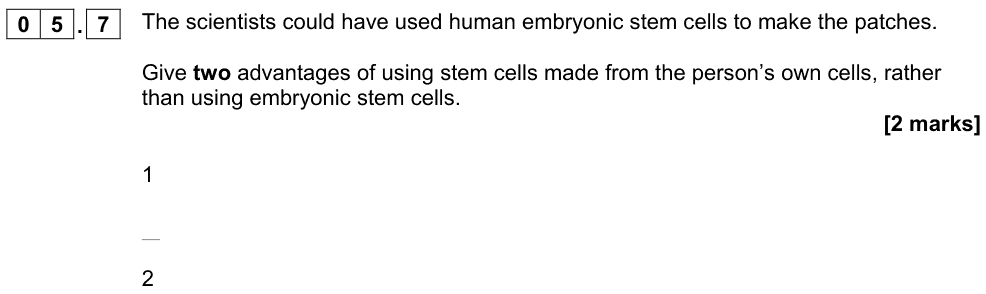 0 5 . 7 The scientists could have used human embryonic stem cells to make the patches.
Give two advantages of using stem cells made from the person’s own cells, rather
than using embryonic stem cells.
[2 marks]
1
2